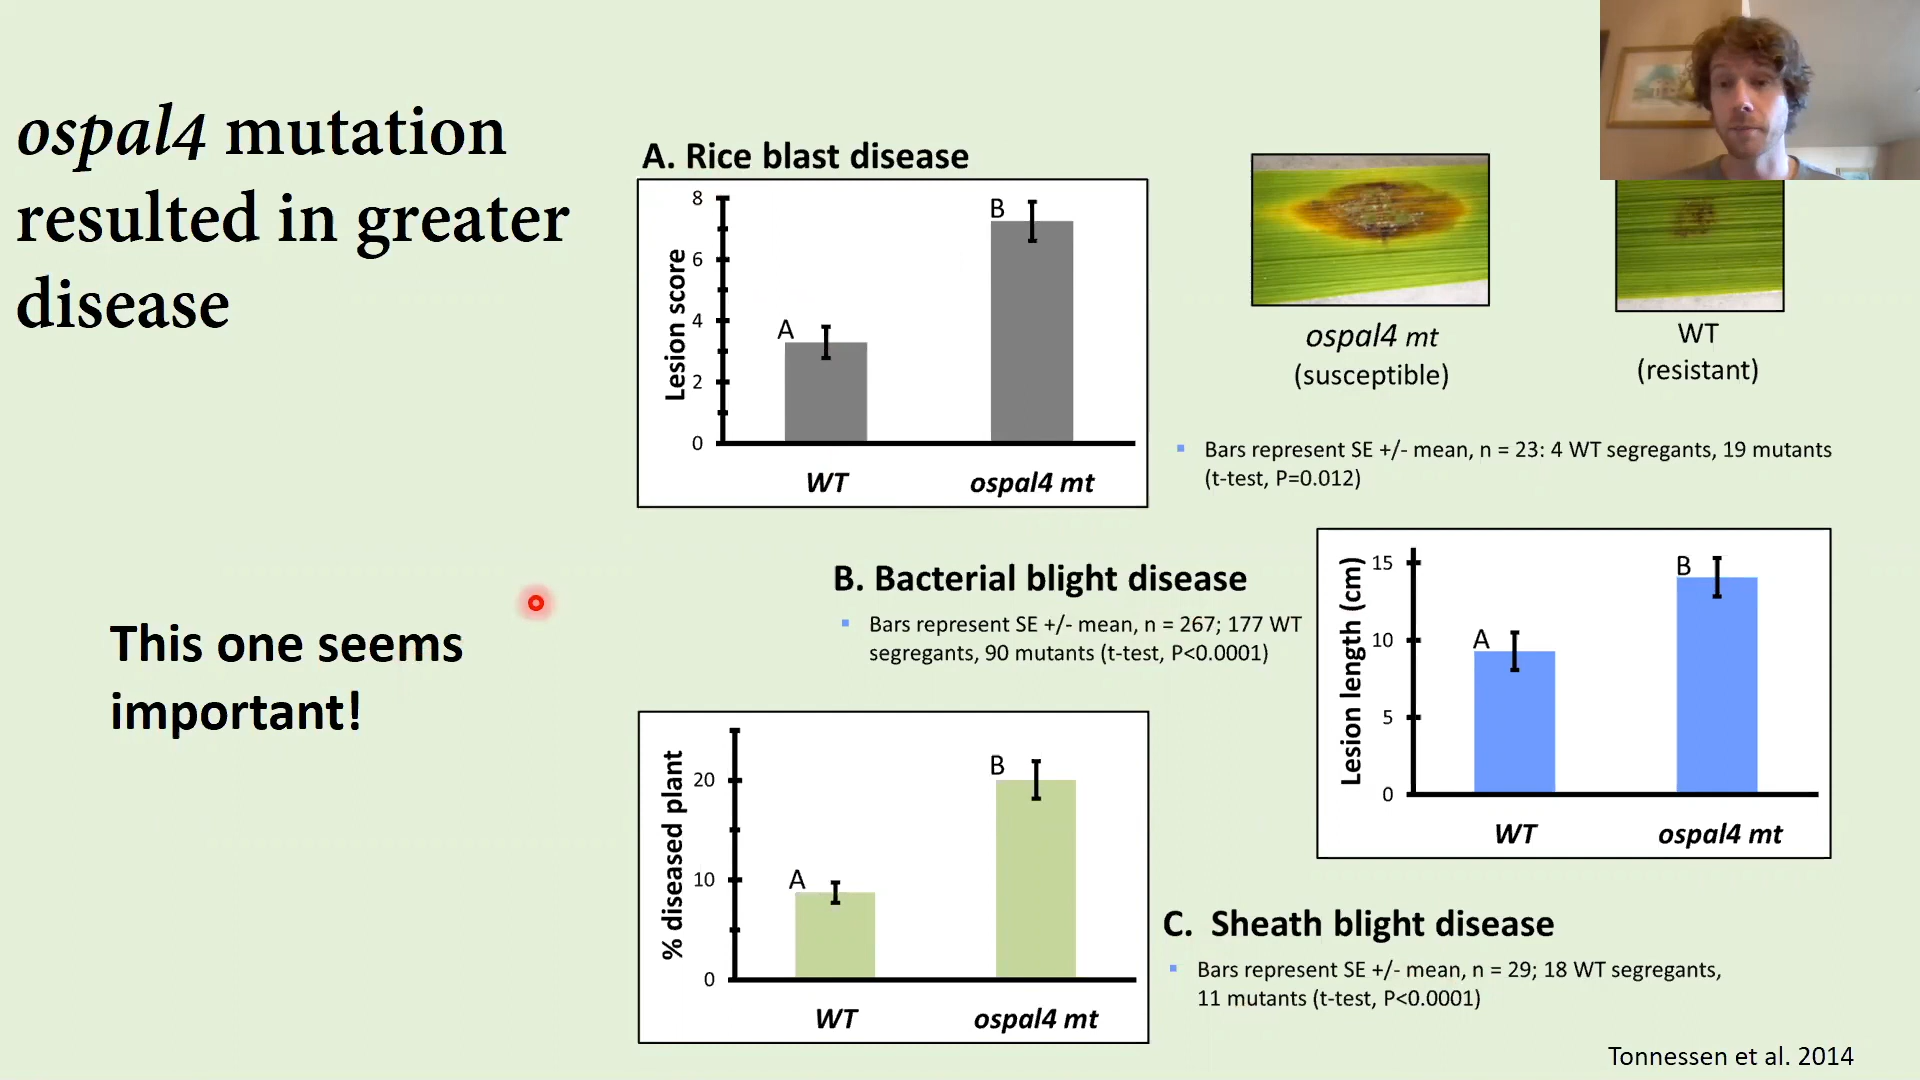 ospal4 mutation
resulted in greater
disease
This one seems
important!
A. Rice blast disease
Lesion score
8
6
4
2
0
A
B
WT
ospal4 mt
ospal4 mt
(susceptible)
WT
(resistant)
Bars represent SE +/- mean, n = 23: 4 WT segregants, 19 mutants
(t-test, P=0.012)
B. Bacterial blight disease
Bars represent SE +/- mean, n = 267; 177 WT
segregants, 90 mutants (t-test, P<0.0001)
Lesion length (cm)
15
10
5
0
A
B
WT
ospal4 mt
% diseased plant
20
10
0
A
B
WT
ospal4 mt
C. Sheath blight disease
Bars represent SE +/- mean, n = 29; 18 WT segregants,
11 mutants (t-test, P<0.0001)
Tonnessen et al. 2014